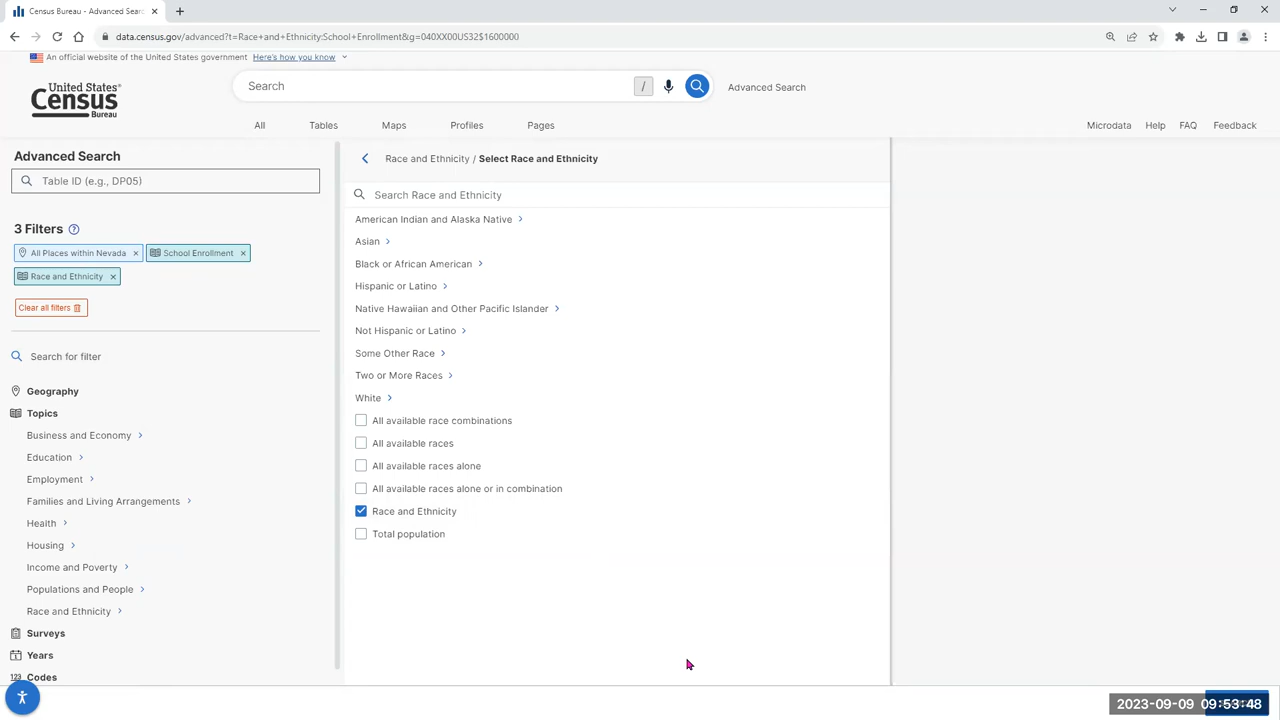 Census Bureau - Advanced Searc
data.census.gov/advanced?t=Race+and+Ethnicity:School+Enrollment&g=040XX00US32$1600000
An official website of the United States government Here's how you know
United States®
Census
Bureau
Search / Advanced Search
All Tables Maps Profiles Pages Microdata Help FAQ Feedback
Advanced Search
Table ID (e.g., DP05)
3 Filters ?
All Places within Nevada × School Enrollment ×
Race and Ethnicity ×
Clear all filters
Search for filter
Geography
Topics
Business and Economy
Education
Employment
Families and Living Arrangements
Health
Housing
Income and Poverty
Populations and People
Race and Ethnicity
Surveys
Years
123 Codes
Race and Ethnicity / Select Race and Ethnicity
Search Race and Ethnicity
American Indian and Alaska Native
Asian
Black or African American
Hispanic or Latino
Native Hawaiian and Other Pacific Islander
Not Hispanic or Latino
Some Other Race
Two or More Races
White
All available race combinations
All available races
All available races alone
All available races alone or in combination
Race and Ethnicity
Total population
2023-09-09 09:53:48